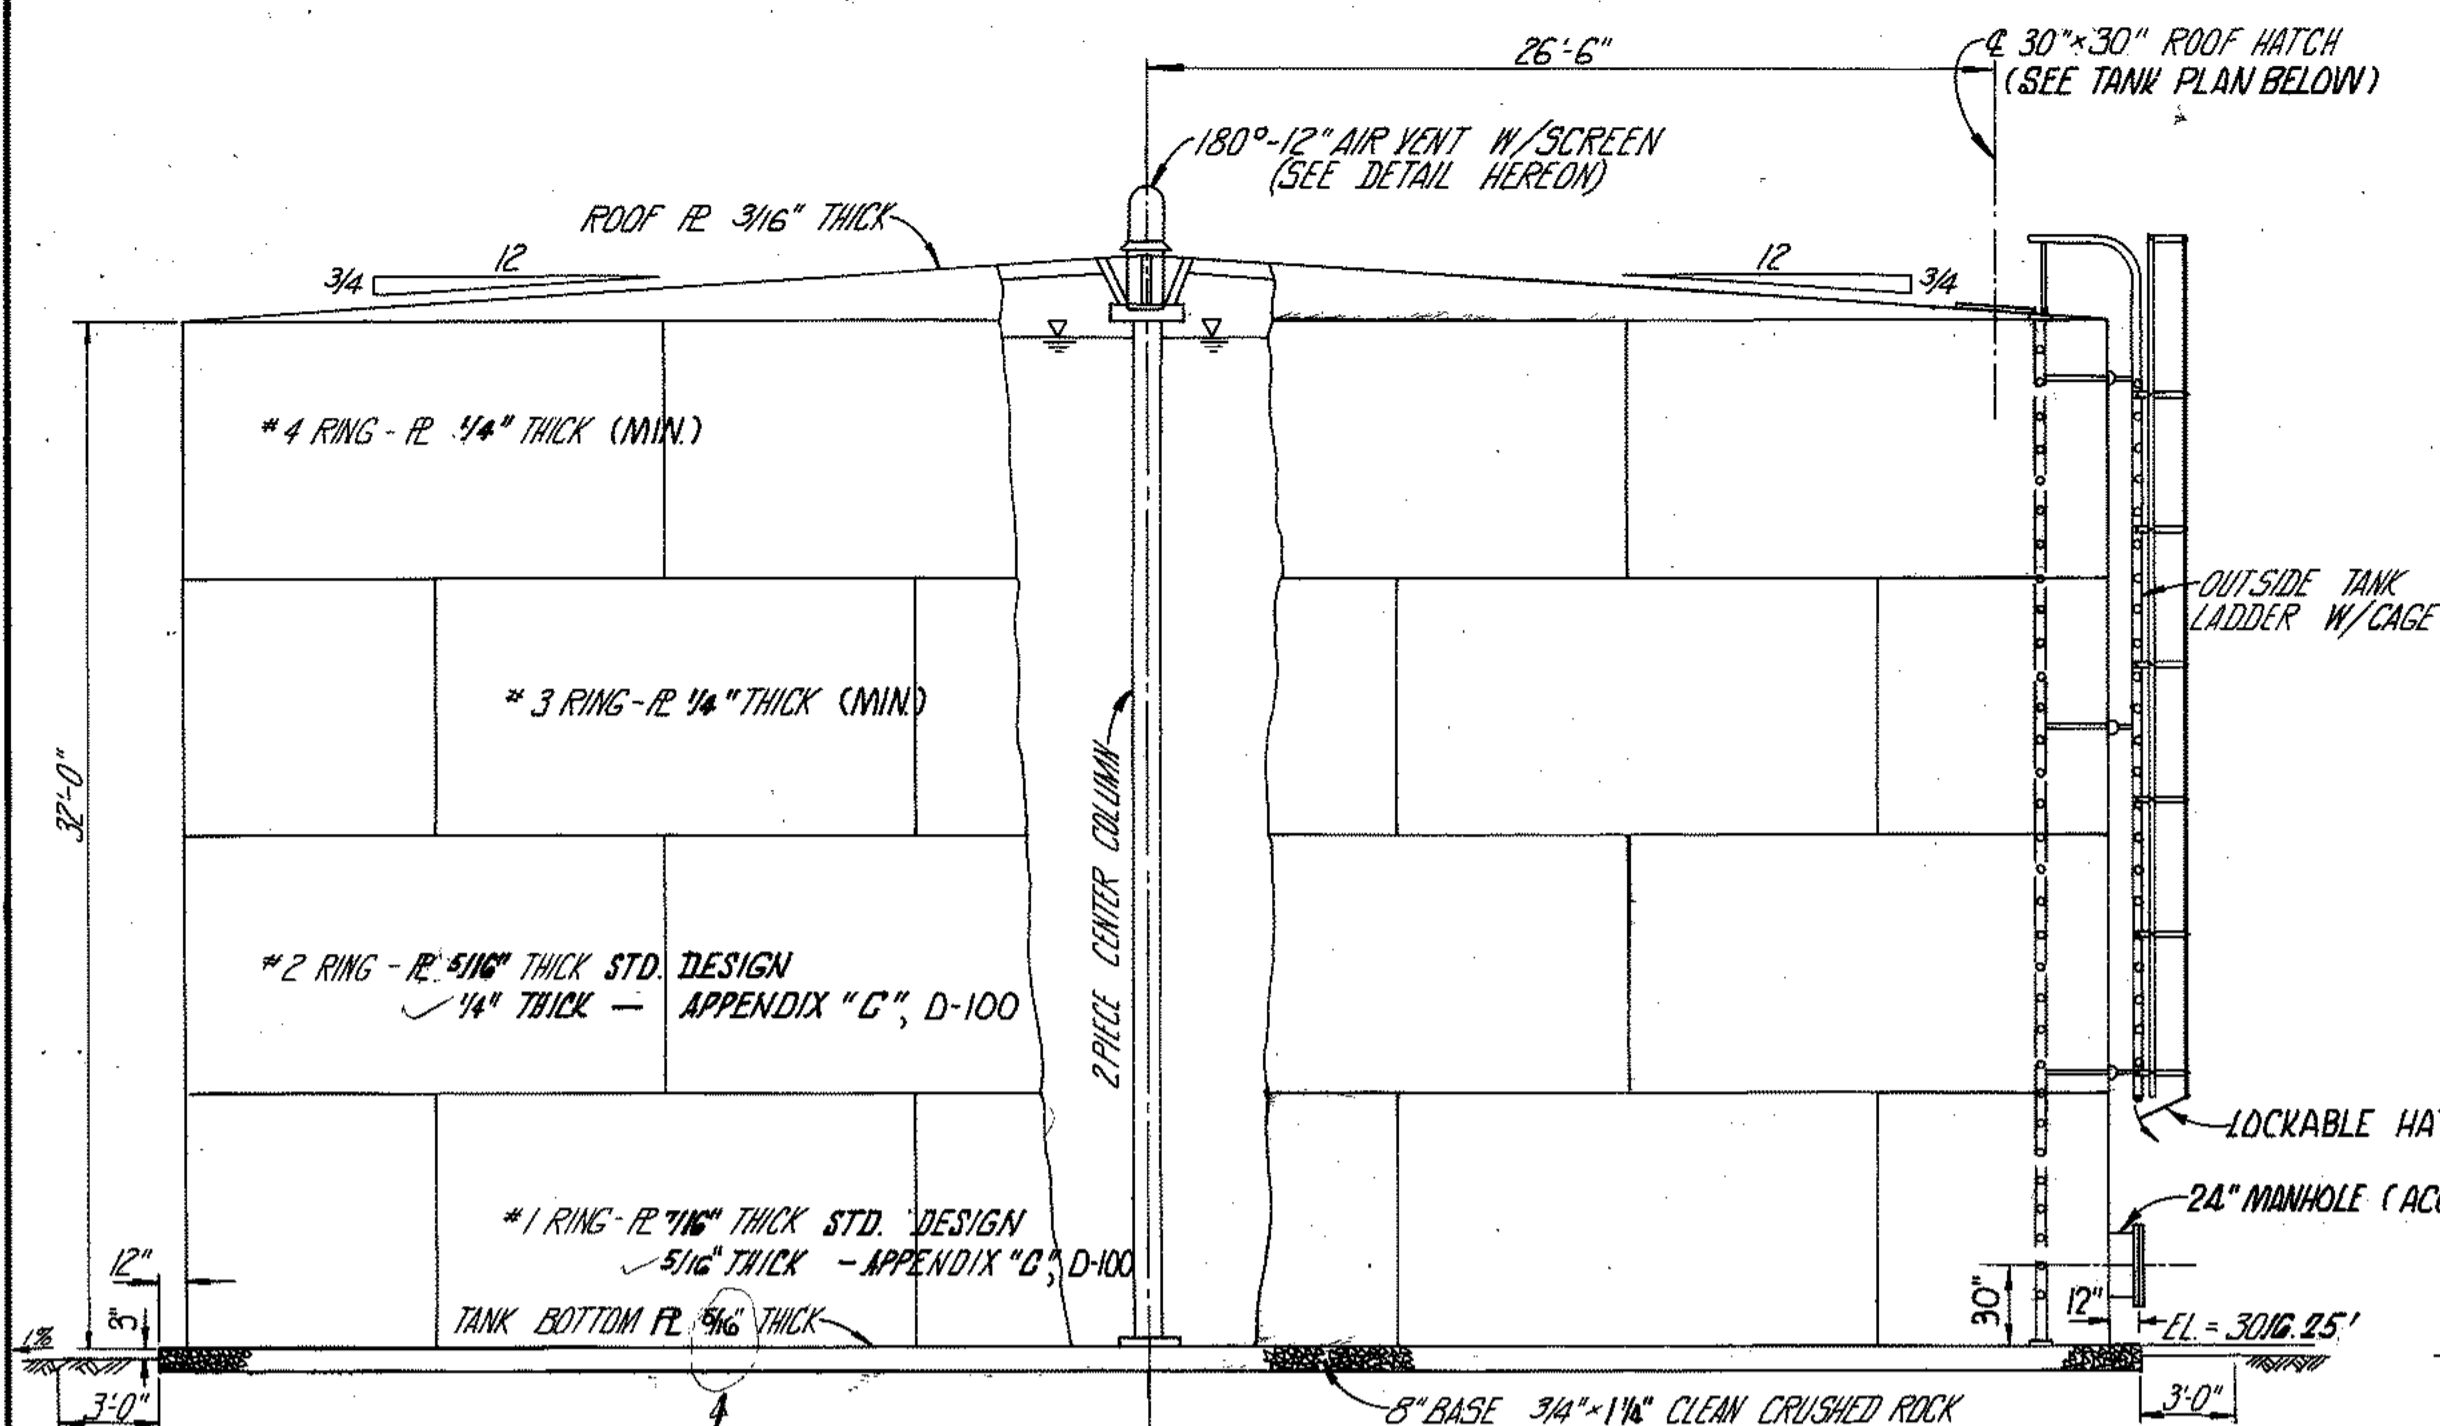 26'-6"
℄ 30"×30" ROOF HATCH
(SEE TANK PLAN BELOW)
180°-12" AIR VENT W/SCREEN
(SEE DETAIL HEREON)
ROOF ℙL 3/16" THICK
12
3/4
12
3/4
#4 RING - ℙL 1/4" THICK (MIN.)
OUTSIDE TANK
LADDER W/CAGE
#3 RING - ℙL 1/4" THICK (MIN.)
32'-0"
2 PIECE CENTER COLUMN
#2 RING - ℙL 5/16" THICK STD. DESIGN
1/4" THICK — APPENDIX "C", D-100
LOCKABLE HA
24" MANHOLE (ACC
#1 RING - ℙL 7/16" THICK STD. DESIGN
5/16" THICK - APPENDIX "C", D-100
12"
3"
1%
TANK BOTTOM ℙL 5/16" THICK
30"
12"
EL. = 3016.25'
3'-0"
8" BASE 3/4"×1 1/4" CLEAN CRUSHED ROCK
3'-0"